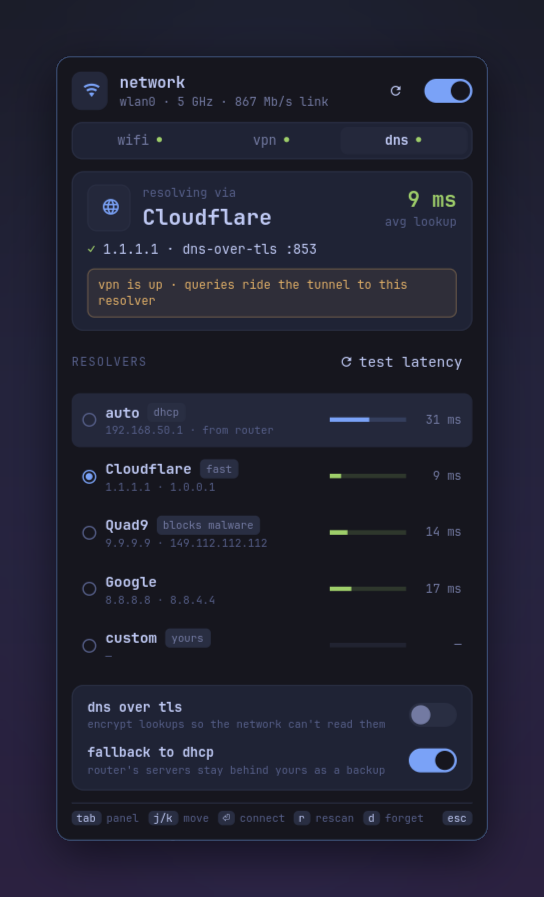 network
wlan0 · 5 GHz · 867 Mb/s link
wifi vpn dns
resolving via
Cloudflare
9 ms
avg lookup
✓ 1.1.1.1 · dns-over-tls :853
vpn is up · queries ride the tunnel to this
resolver
RESOLVERS
test latency
auto dhcp
192.168.50.1 · from router
31 ms
Cloudflare fast
1.1.1.1 · 1.0.0.1
9 ms
Quad9 blocks malware
9.9.9.9 · 149.112.112.112
14 ms
Google
8.8.8.8 · 8.8.4.4
17 ms
custom yours
—
—
dns over tls
encrypt lookups so the network can't read them
fallback to dhcp
router's servers stay behind yours as a backup
tab panel j/k move ⏎ connect r rescan d forget esc